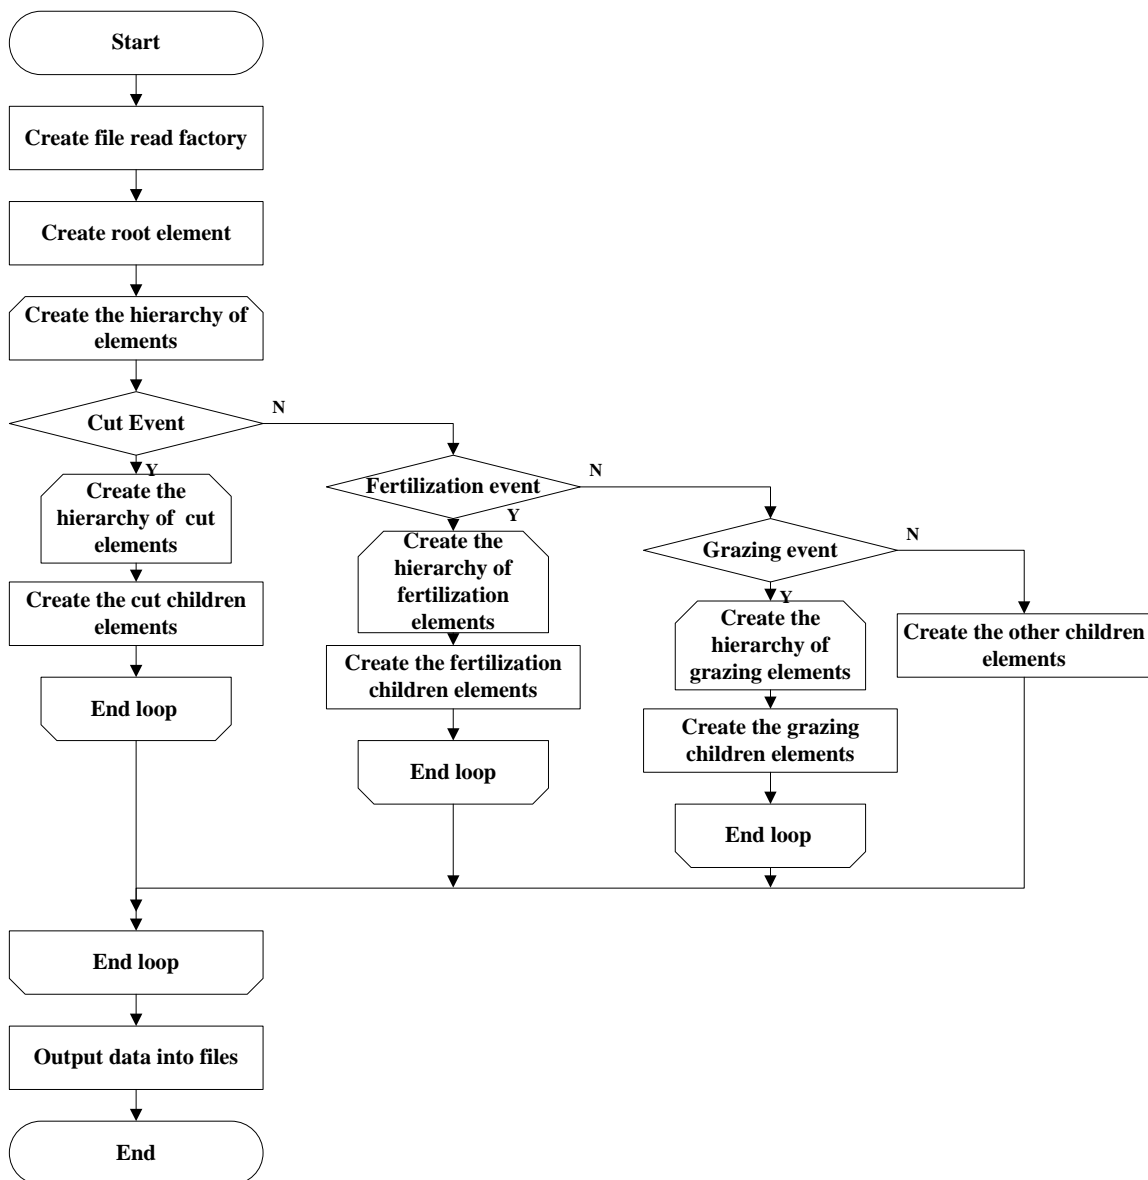 Start
Create file read factory
Create root element
Create the hierarchy of
elements
Cut Event
N
Y
Create the
hierarchy of  cut
elements
Create the cut children
elements
End loop
Fertilization event
N
Y
Create the
hierarchy of
fertilization
elements
Create the fertilization
children elements
End loop
Grazing event
N
Y
Create the
hierarchy of
grazing elements
Create the grazing
children elements
End loop
Create the other children
elements
End loop
Output data into files
End